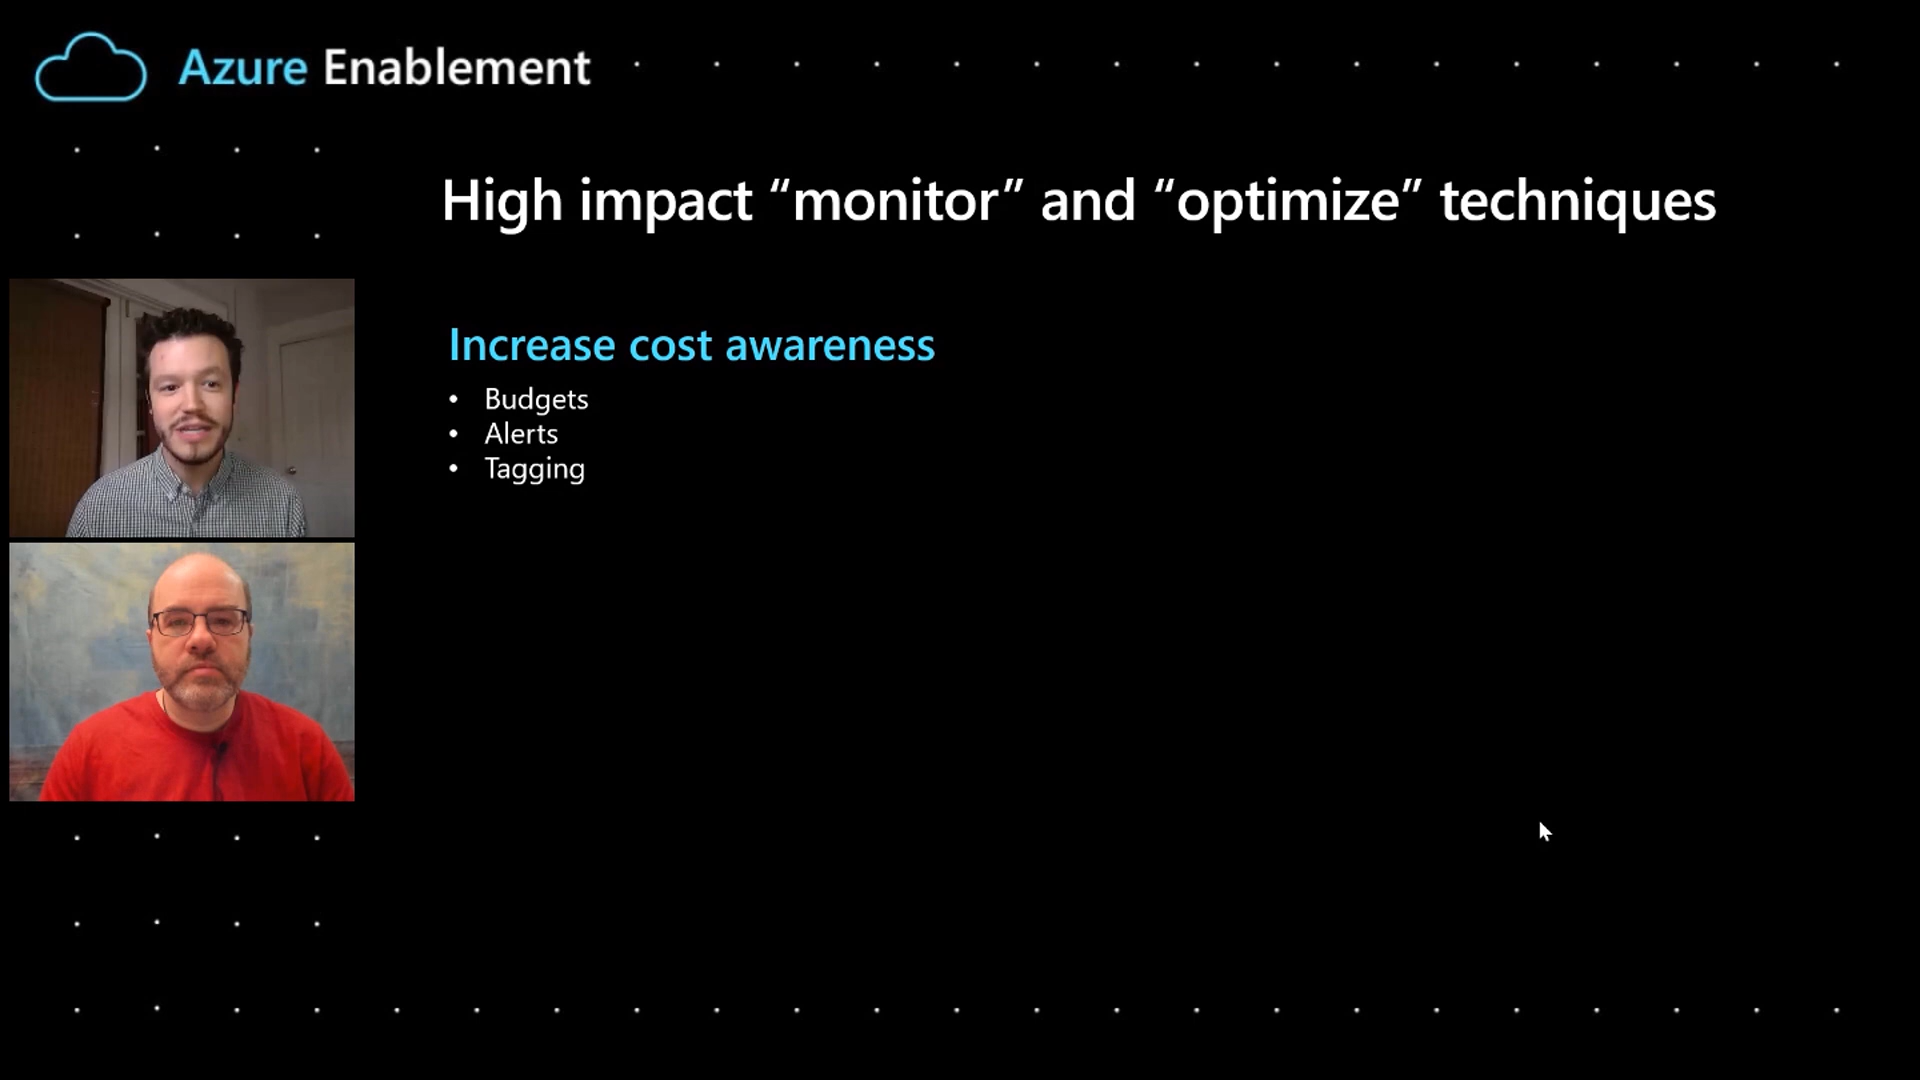 Azure Enablement
High impact “monitor” and “optimize” techniques
Increase cost awareness
• Budgets
• Alerts
• Tagging